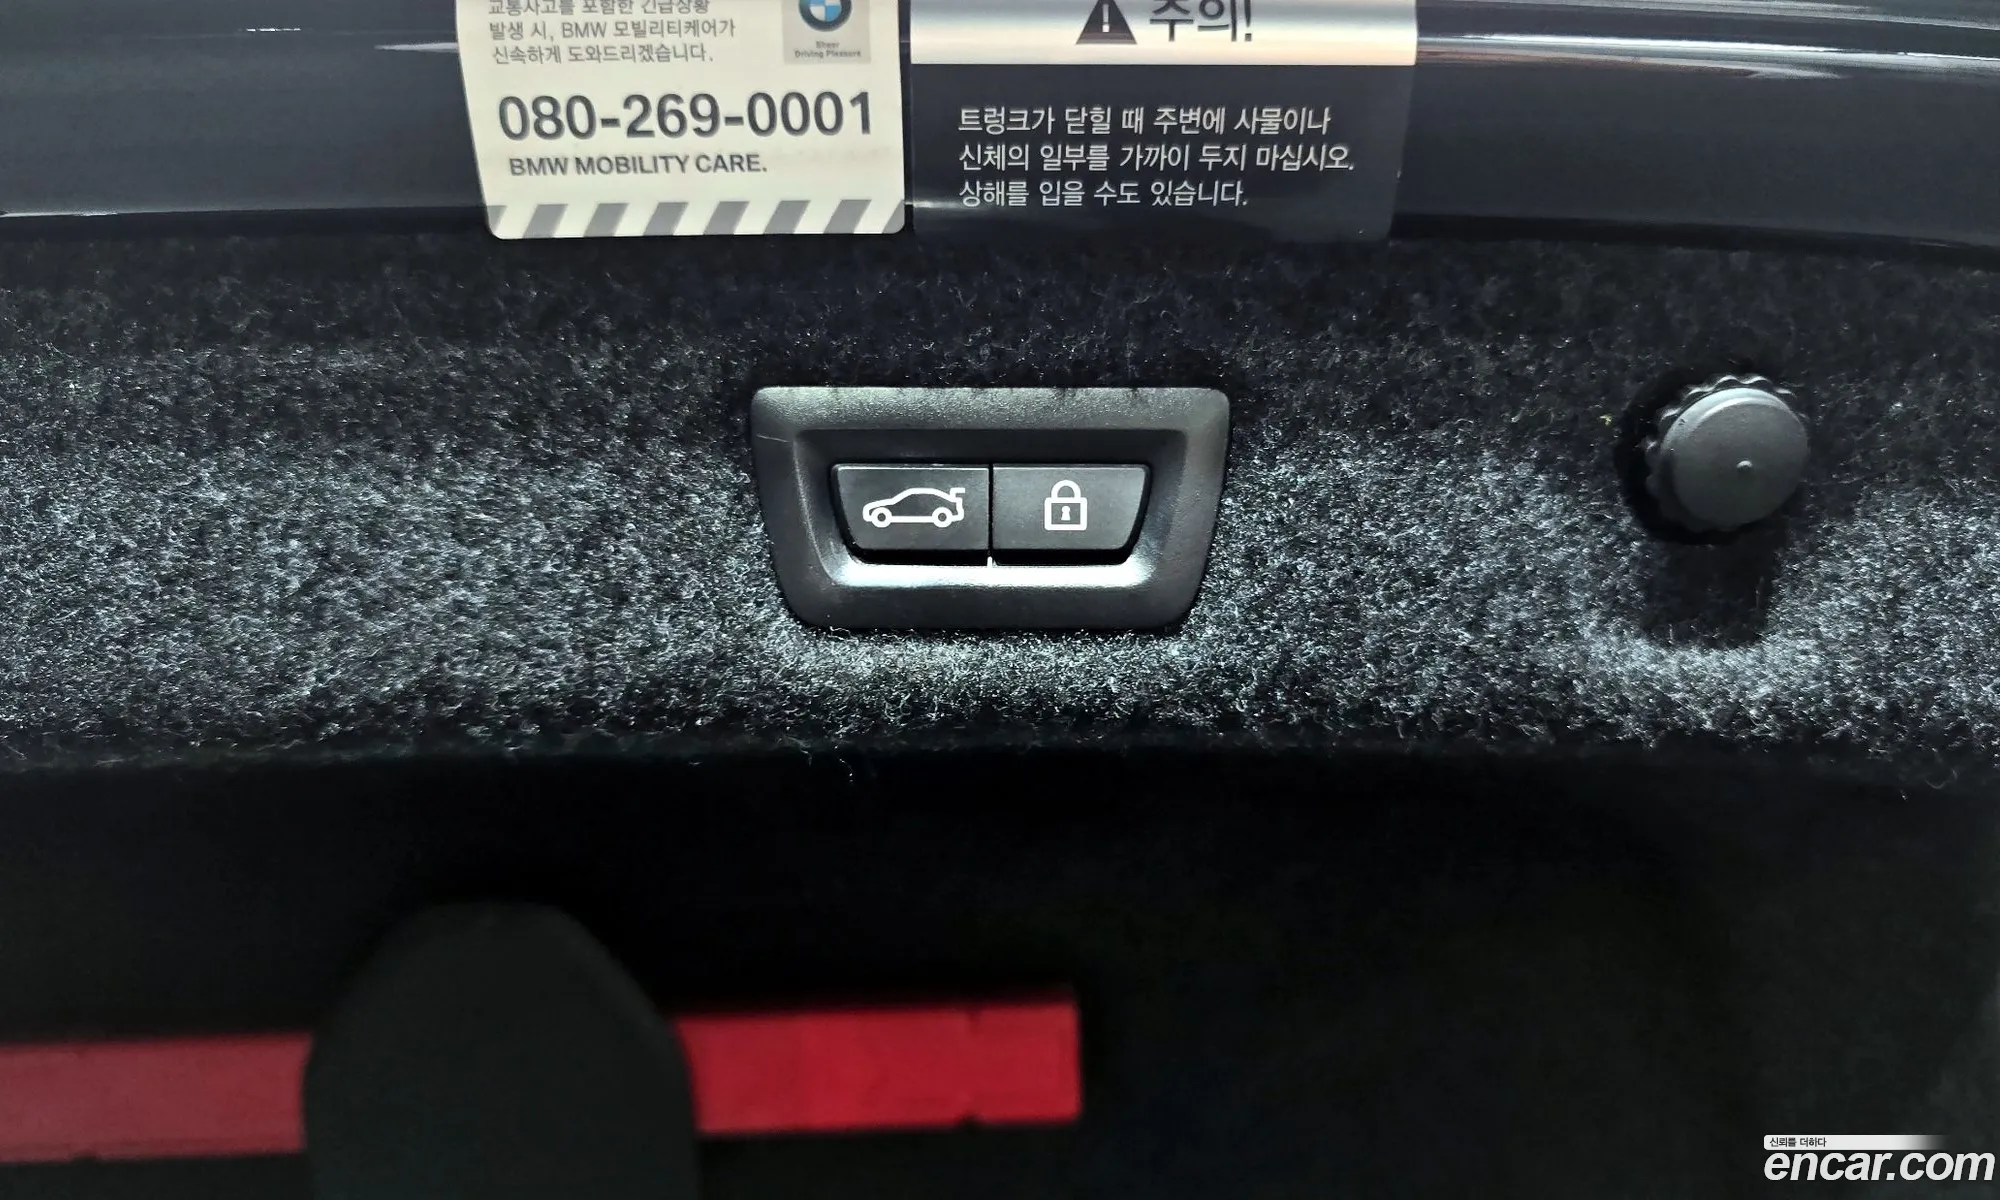 교통사고를 포함한 긴급상황
발생 시, BMW 모빌리티케어가
신속하게 도와드리겠습니다.
Sheer
Driving Pleasure
080-269-0001
BMW MOBILITY CARE.
주의!
트렁크가 닫힐 때 주변에 사물이나
신체의 일부를 가까이 두지 마십시오.
상해를 입을 수도 있습니다.
신뢰를 더하다
encar.com